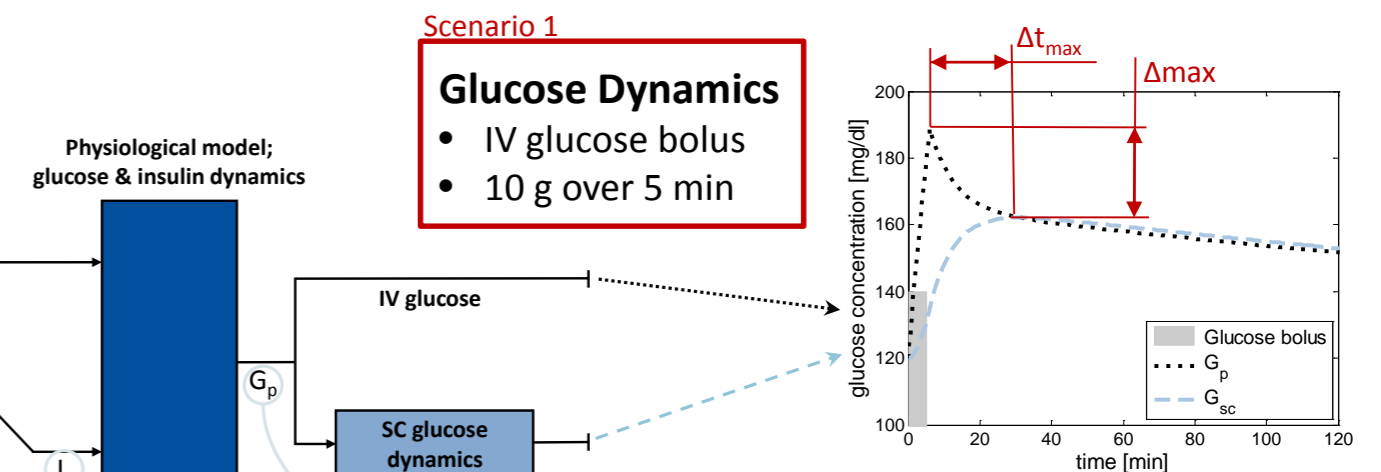 Scenario 1
Glucose Dynamics
• IV glucose bolus
• 10 g over 5 min
Physiological model;
glucose & insulin dynamics
IV glucose
Gp
SC glucose
dynamics
I
Δtmax
Δmax
glucose concentration [mg/dl]
200
180
160
140
120
100
Glucose bolus
Gp
Gsc
0 20 40 60 80 100 120
time [min]